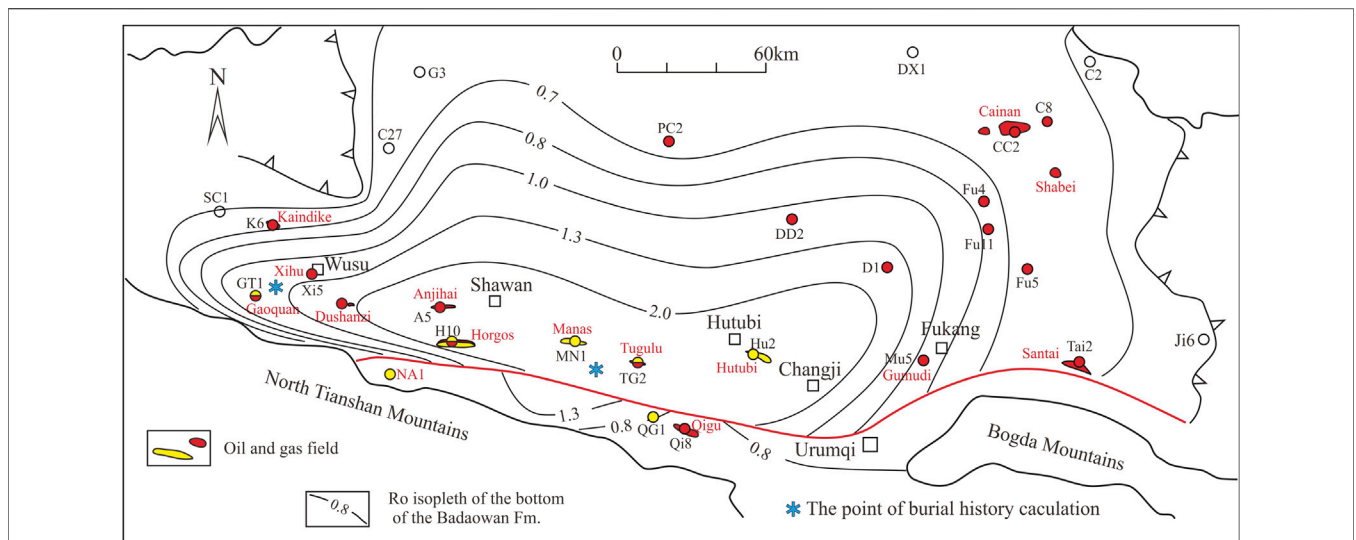 0 60km
N
G3
DX1
C2
0.7
C8
Cainan
PC2
CC2
C27
0.8
Shabei
1.0
Fu4
SC1
Kaindike
K6
DD2
Fu11
1.3
Xihu
Wusu
D1
Fu5
GT1
Xi5
Gaoquan
Dushanzi
Anjihai
A5
Shawan
2.0
H10
Horgos
Manas
MN1
Tugulu
TG2
Hutubi
Hu2
Hutubi
Fukang
Mu5
Gumudi
Santai
Tai2
Ji6
NA1
Changji
North Tianshan Mountains
1.3
0.8
QG1
Qigu
Qi8
0.8
Urumqi
Bogda Mountains
Oil and gas field
0.8
Ro isopleth of the bottom
of the Badaowan Fm.
The point of burial history caculation